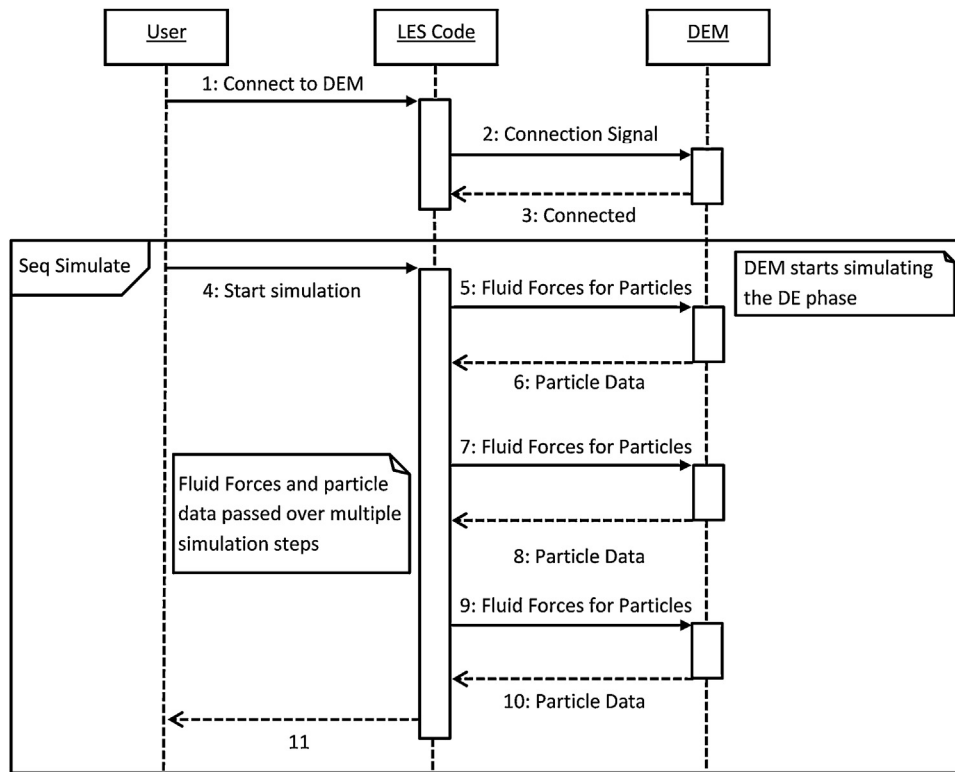 User
LES Code
DEM
1: Connect to DEM
2: Connection Signal
3: Connected
Seq Simulate
4: Start simulation
5: Fluid Forces for Particles
DEM starts simulating
the DE phase
6: Particle Data
7: Fluid Forces for Particles
Fluid Forces and particle
data passed over multiple
simulation steps
8: Particle Data
9: Fluid Forces for Particles
10: Particle Data
11